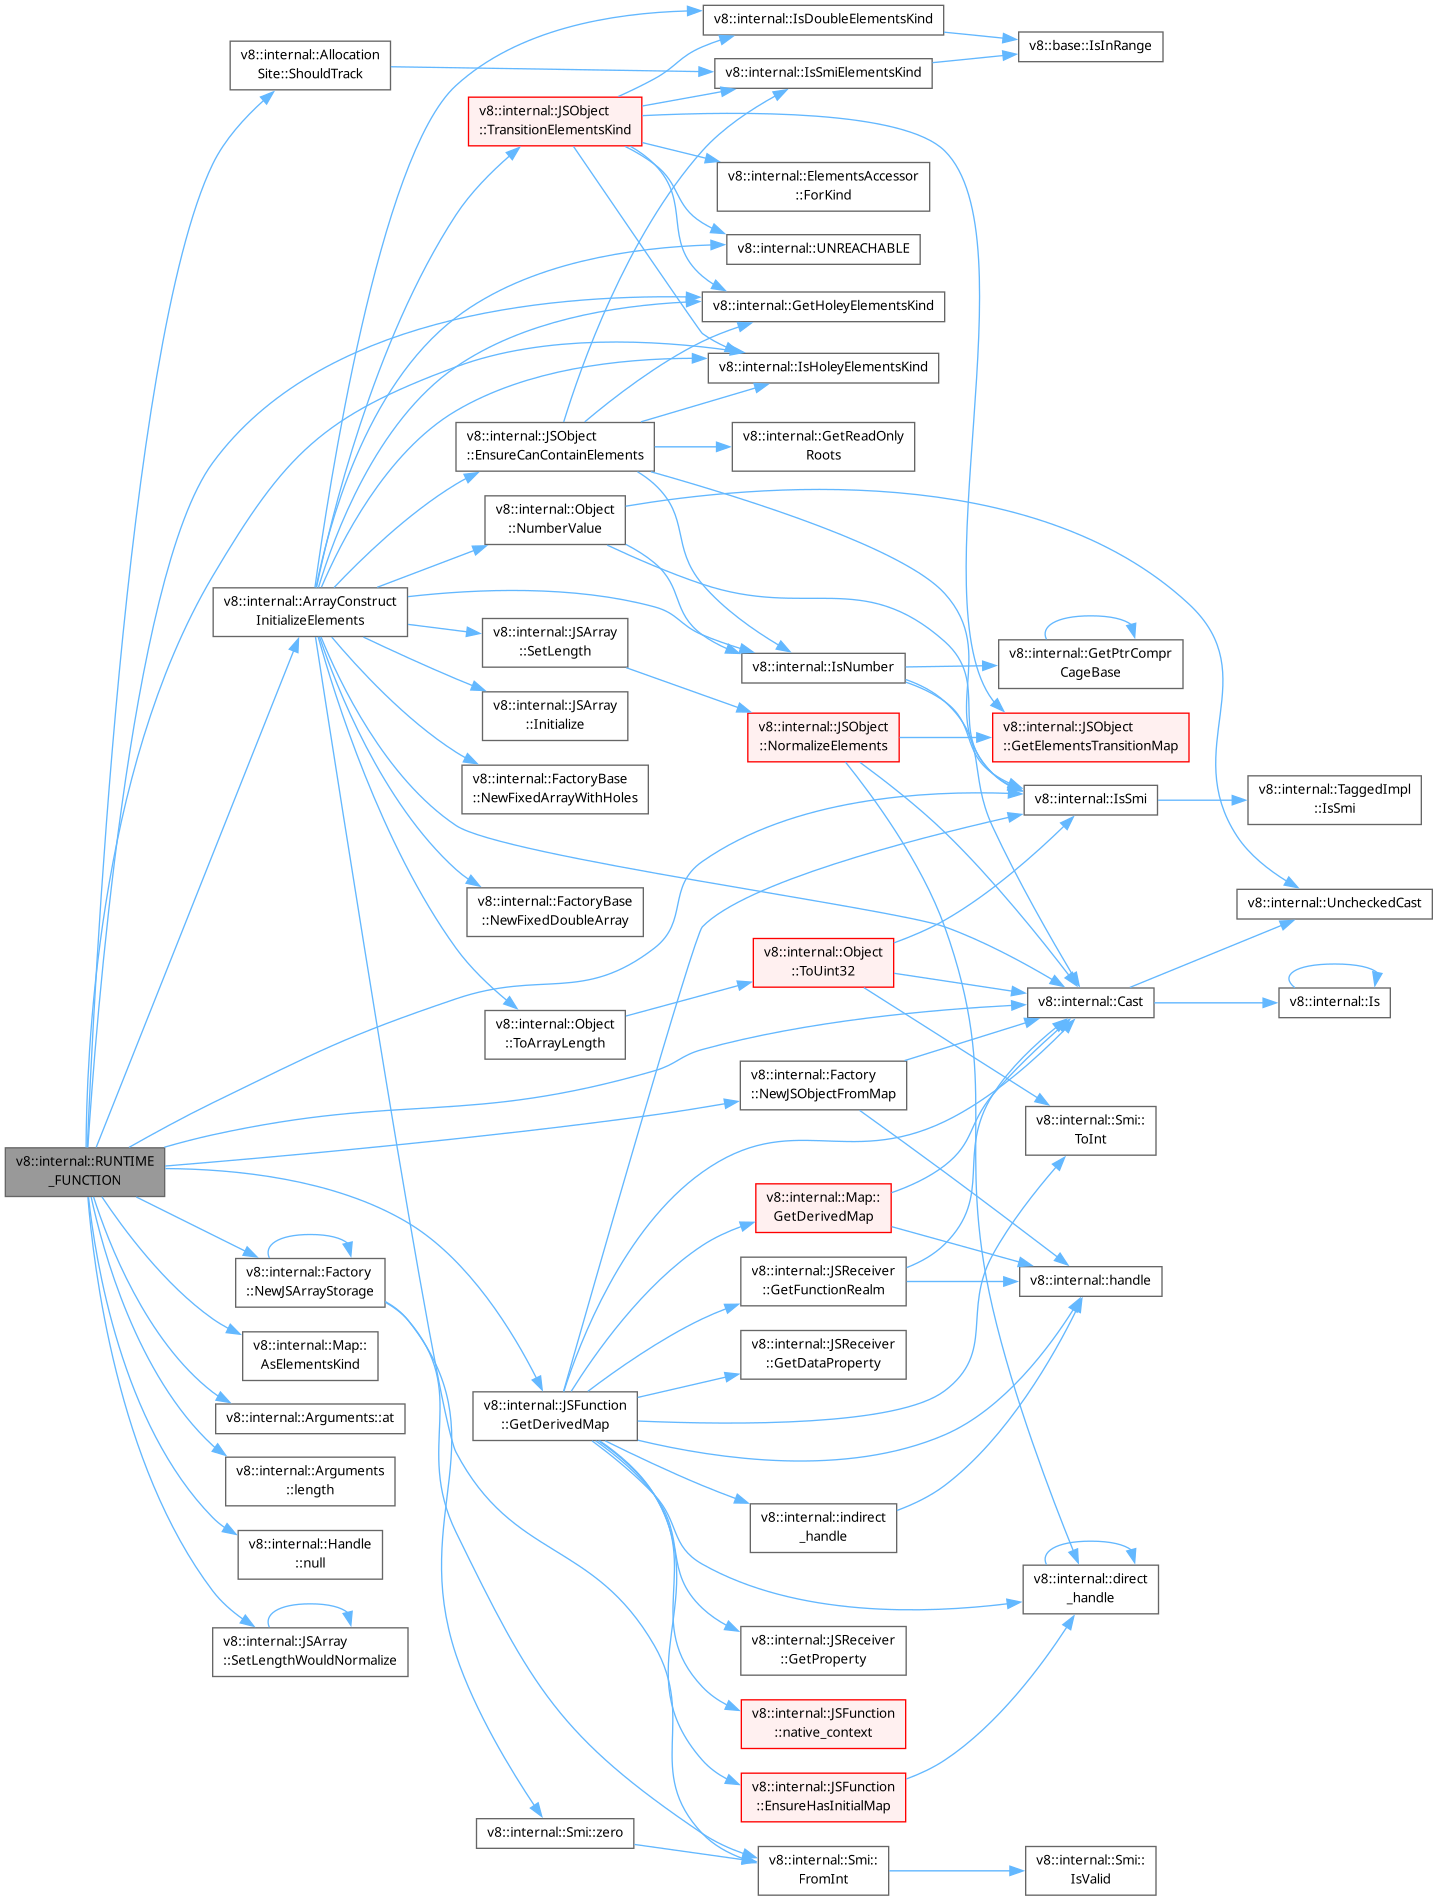 v8::internal::RUNTIME
_FUNCTION
v8::internal::Allocation
Site::ShouldTrack
v8::internal::ArrayConstruct
InitializeElements
v8::internal::Factory
::NewJSArrayStorage
v8::internal::Map::
AsElementsKind
v8::internal::Arguments::at
v8::internal::Arguments
::length
v8::internal::Handle
::null
v8::internal::JSArray
::SetLengthWouldNormalize
v8::internal::JSObject
::TransitionElementsKind
v8::internal::JSObject
::EnsureCanContainElements
v8::internal::Object
::NumberValue
v8::internal::JSArray
::SetLength
v8::internal::JSArray
::Initialize
v8::internal::FactoryBase
::NewFixedArrayWithHoles
v8::internal::FactoryBase
::NewFixedDoubleArray
v8::internal::Object
::ToArrayLength
v8::internal::JSFunction
::GetDerivedMap
v8::internal::Smi::zero
v8::internal::IsDoubleElementsKind
v8::internal::IsSmiElementsKind
v8::internal::ElementsAccessor
::ForKind
v8::internal::UNREACHABLE
v8::internal::GetHoleyElementsKind
v8::internal::IsHoleyElementsKind
v8::internal::GetReadOnly
Roots
v8::internal::IsNumber
v8::internal::JSObject
::NormalizeElements
v8::internal::Object
::ToUint32
v8::internal::Factory
::NewJSObjectFromMap
v8::internal::Map::
GetDerivedMap
v8::internal::JSReceiver
::GetFunctionRealm
v8::internal::JSReceiver
::GetDataProperty
v8::internal::indirect
_handle
v8::internal::JSReceiver
::GetProperty
v8::internal::JSFunction
::native_context
v8::internal::JSFunction
::EnsureHasInitialMap
v8::internal::Smi::
FromInt
v8::base::IsInRange
v8::internal::GetPtrCompr
CageBase
v8::internal::JSObject
::GetElementsTransitionMap
v8::internal::IsSmi
v8::internal::Cast
v8::internal::Smi::
ToInt
v8::internal::handle
v8::internal::direct
_handle
v8::internal::Smi::
IsValid
v8::internal::TaggedImpl
::IsSmi
v8::internal::UncheckedCast
v8::internal::Is